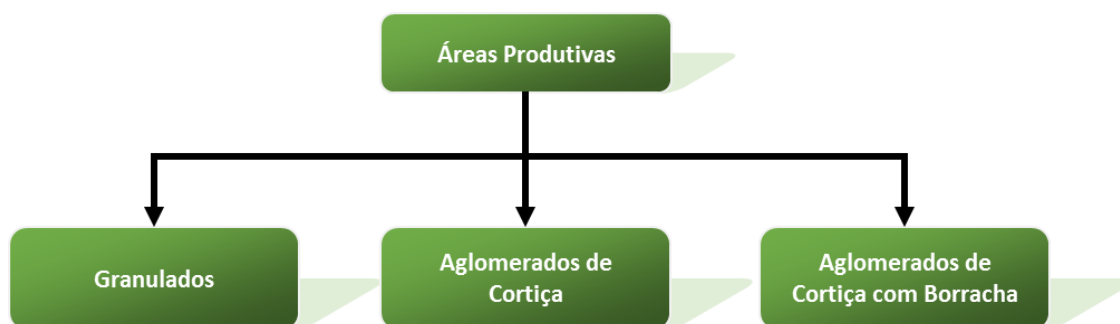 Áreas Produtivas
Granulados
Aglomerados de
Cortiça
Aglomerados de
Cortiça com Borracha